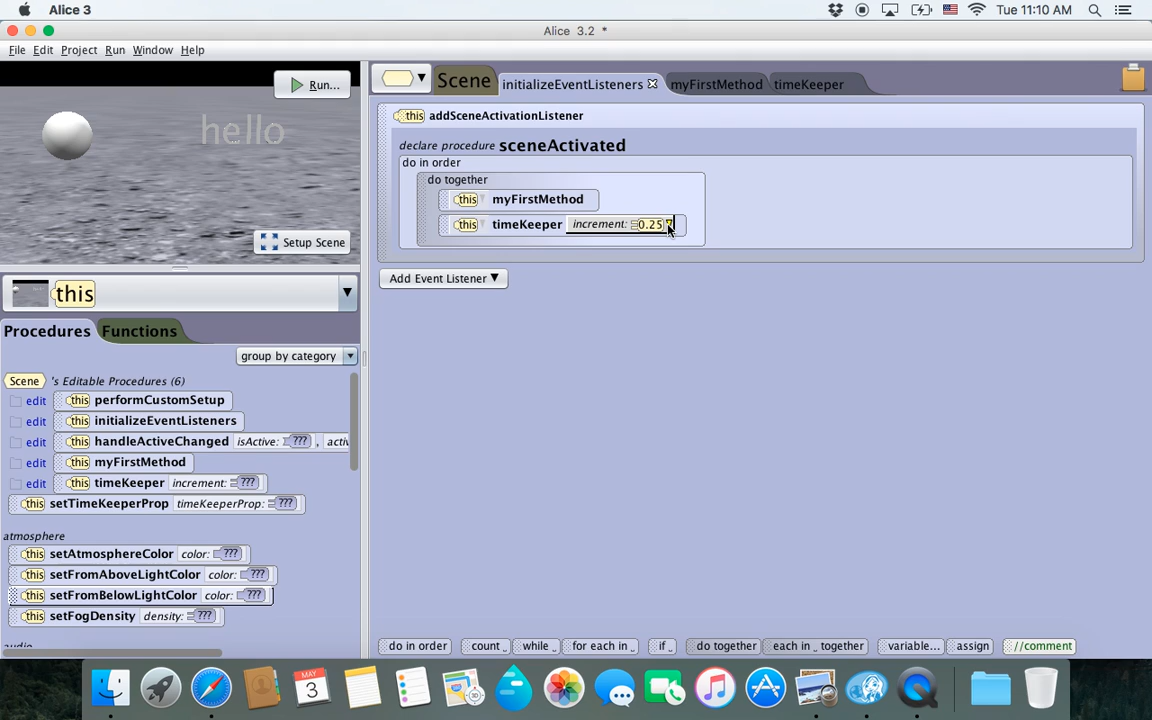 Alice 3
Tue 11:10 AM
Alice 3.2 *
File Edit Project Run Window Help
Run...
hello
Setup Scene
Scene initializeEventListeners myFirstMethod timeKeeper
this addSceneActivationListener
declare procedure sceneActivated
do in order
do together
this myFirstMethod
this timeKeeper increment: 0.25
Add Event Listener
this
Procedures Functions
group by category
Scene 's Editable Procedures (6)
edit this performCustomSetup
edit this initializeEventListeners
edit this handleActiveChanged isActive: ??? , activ
edit this myFirstMethod
edit this timeKeeper increment: ???
this setTimeKeeperProp timeKeeperProp: ???
atmosphere
this setAtmosphereColor color: ???
this setFromAboveLightColor color: ???
this setFromBelowLightColor color: ???
this setFogDensity density: ???
audio
do in order count _ while _ for each in _ if _ do together each in _ together variable... assign //comment
MAY
3